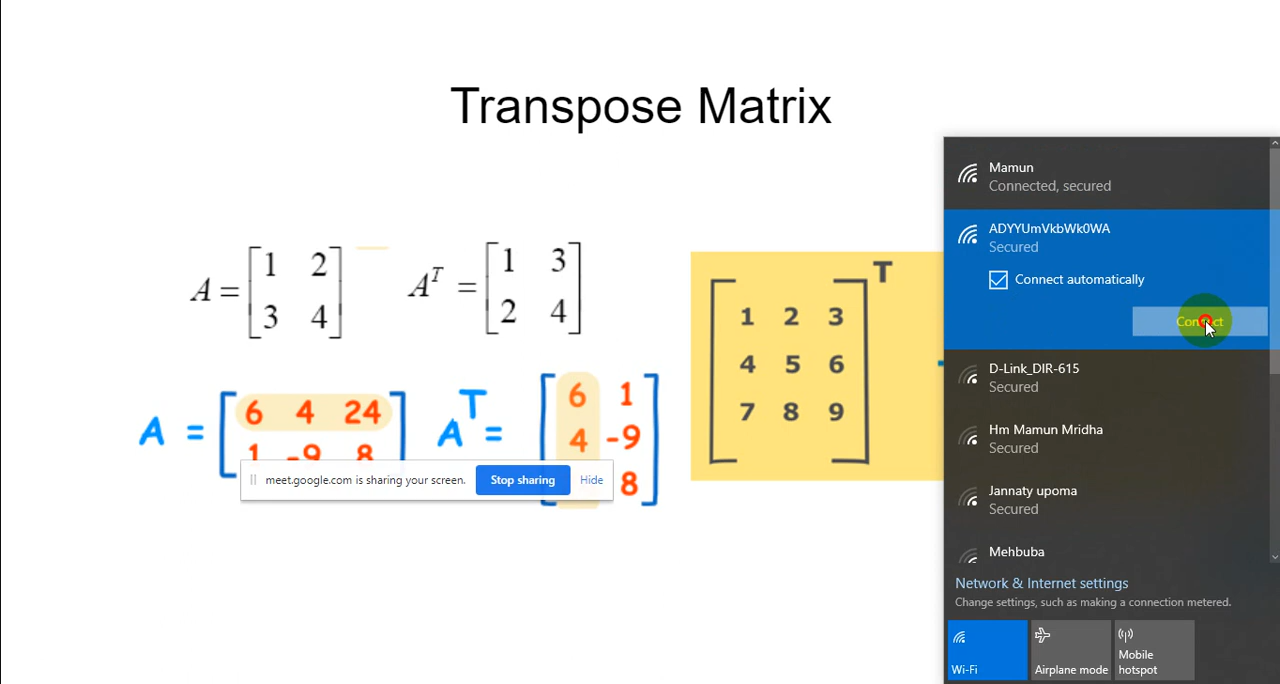 Transpose Matrix
A = [1 2
3 4]
A^T = [1 3
2 4]
A = [6 4 24
1 -9 8]
A^T = [6 1
4 -9
8]
[1 2 3
4 5 6
7 8 9]^T
meet.google.com is sharing your screen. Stop sharing Hide
Mamun
Connected, secured
ADYYUmVkbWk0WA
Secured
Connect automatically
Connect
D-Link_DIR-615
Secured
Hm Mamun Mridha
Secured
Jannaty upoma
Secured
Mehbuba
Network & Internet settings
Change settings, such as making a connection metered.
Wi-Fi
Airplane mode
Mobile
hotspot